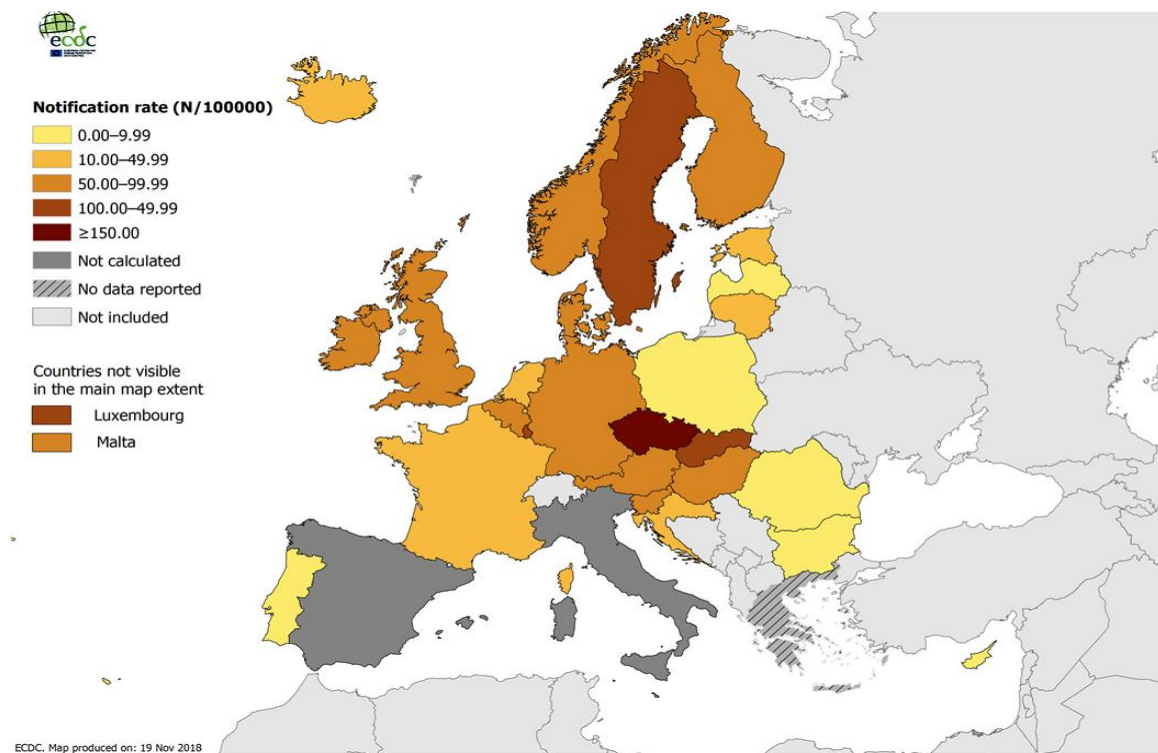 ecdc
Notification rate (N/100000)
0.00–9.99
10.00–49.99
50.00–99.99
100.00–49.99
≥150.00
Not calculated
No data reported
Not included
Countries not visible
in the main map extent
Luxembourg
Malta
ECDC. Map produced on: 19 Nov 2018